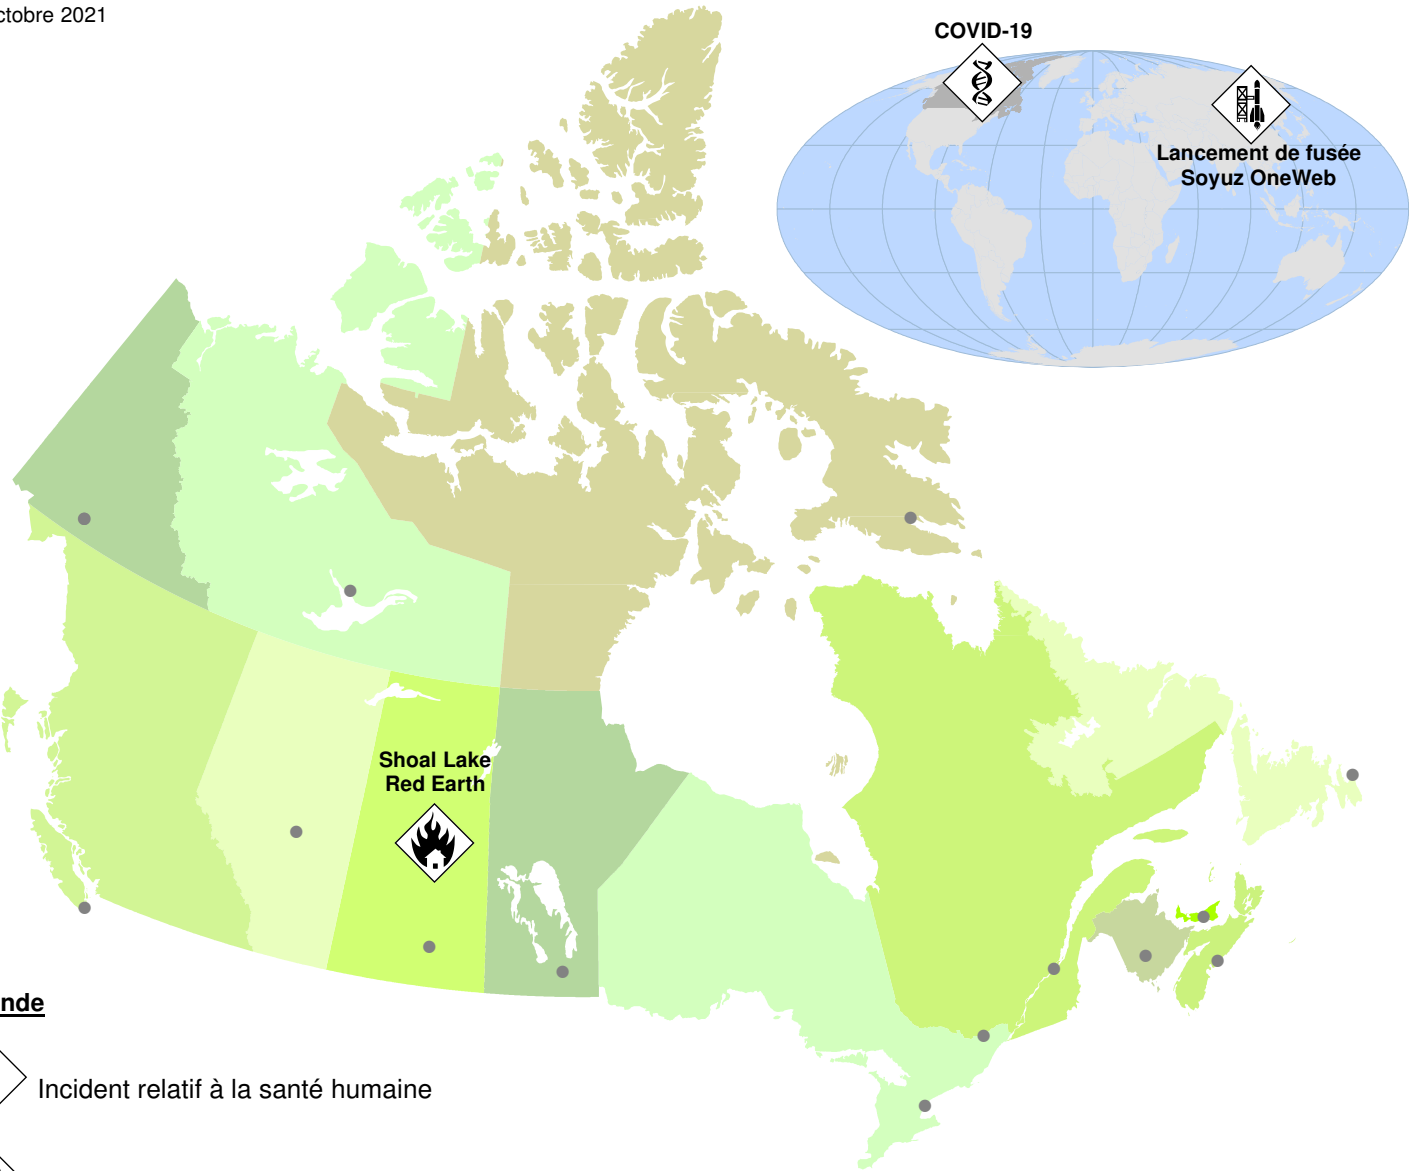 ctobre 2021
COVID-19
Lancement de fusée
Soyuz OneWeb
Shoal Lake
Red Earth
nde
Incident relatif à la santé humaine